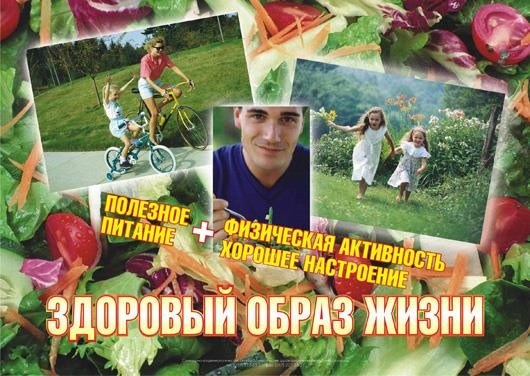 ПОЛЕЗНОЕ
ПИТАНИЕ
+
ФИЗИЧЕСКАЯ АКТИВНОСТЬ
ХОРОШЕЕ НАСТРОЕНИЕ
ЗДОРОВЫЙ ОБРАЗ ЖИЗНИ